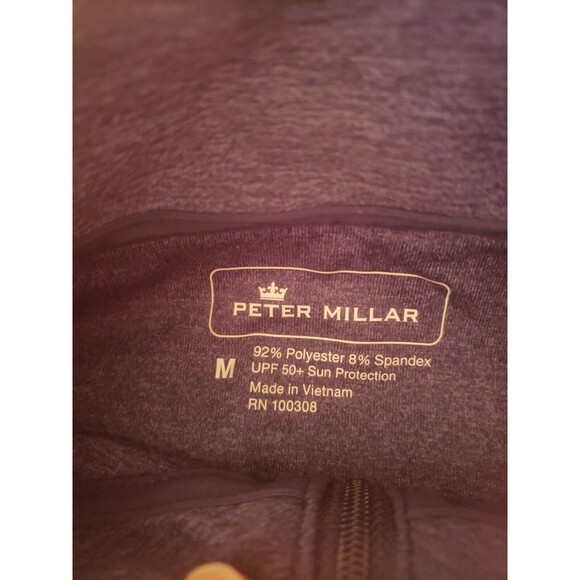 PETER MILLAR
M
92% Polyester 8% Spandex
UPF 50+ Sun Protection
Made in Vietnam
RN 100308